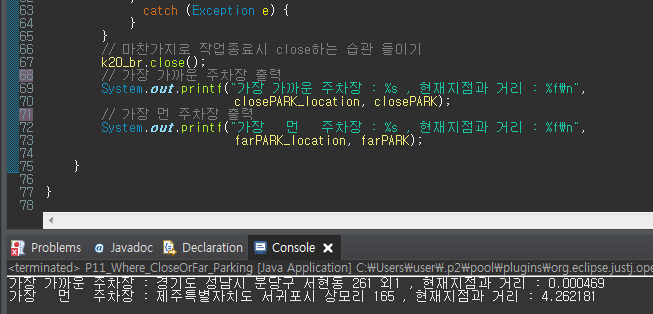 63 catch (Exception e) {
64 }
65 }
66 // 마찬가지로 작업종료시 close하는 습관 들이기
67 k20_br.close();
68 // 가장 가까운 주차장 출력
69 System.out.printf("가장 가까운 주차장 : %s , 현재지점과 거리 : %f\n",
70 closePARK_location, closePARK);
71 // 가장 먼 주차장 출력
72 System.out.printf("가장 먼 주차장 : %s , 현재지점과 거리 : %f\n",
73 farPARK_location, farPARK);
74
75 }
76
77 }
78
Problems Javadoc Declaration Console
<terminated> P11_Where_CloseOrFar_Parking [Java Application] C:\Users\user\.p2\pool\plugins\org.eclipse.justj.ope
가장 가까운 주차장 : 경기도 성남시 분당구 서현동 261 외1 , 현재지점과 거리 : 0.000469
가장 먼 주차장 : 제주특별자치도 서귀포시 상모리 165 , 현재지점과 거리 : 4.262181